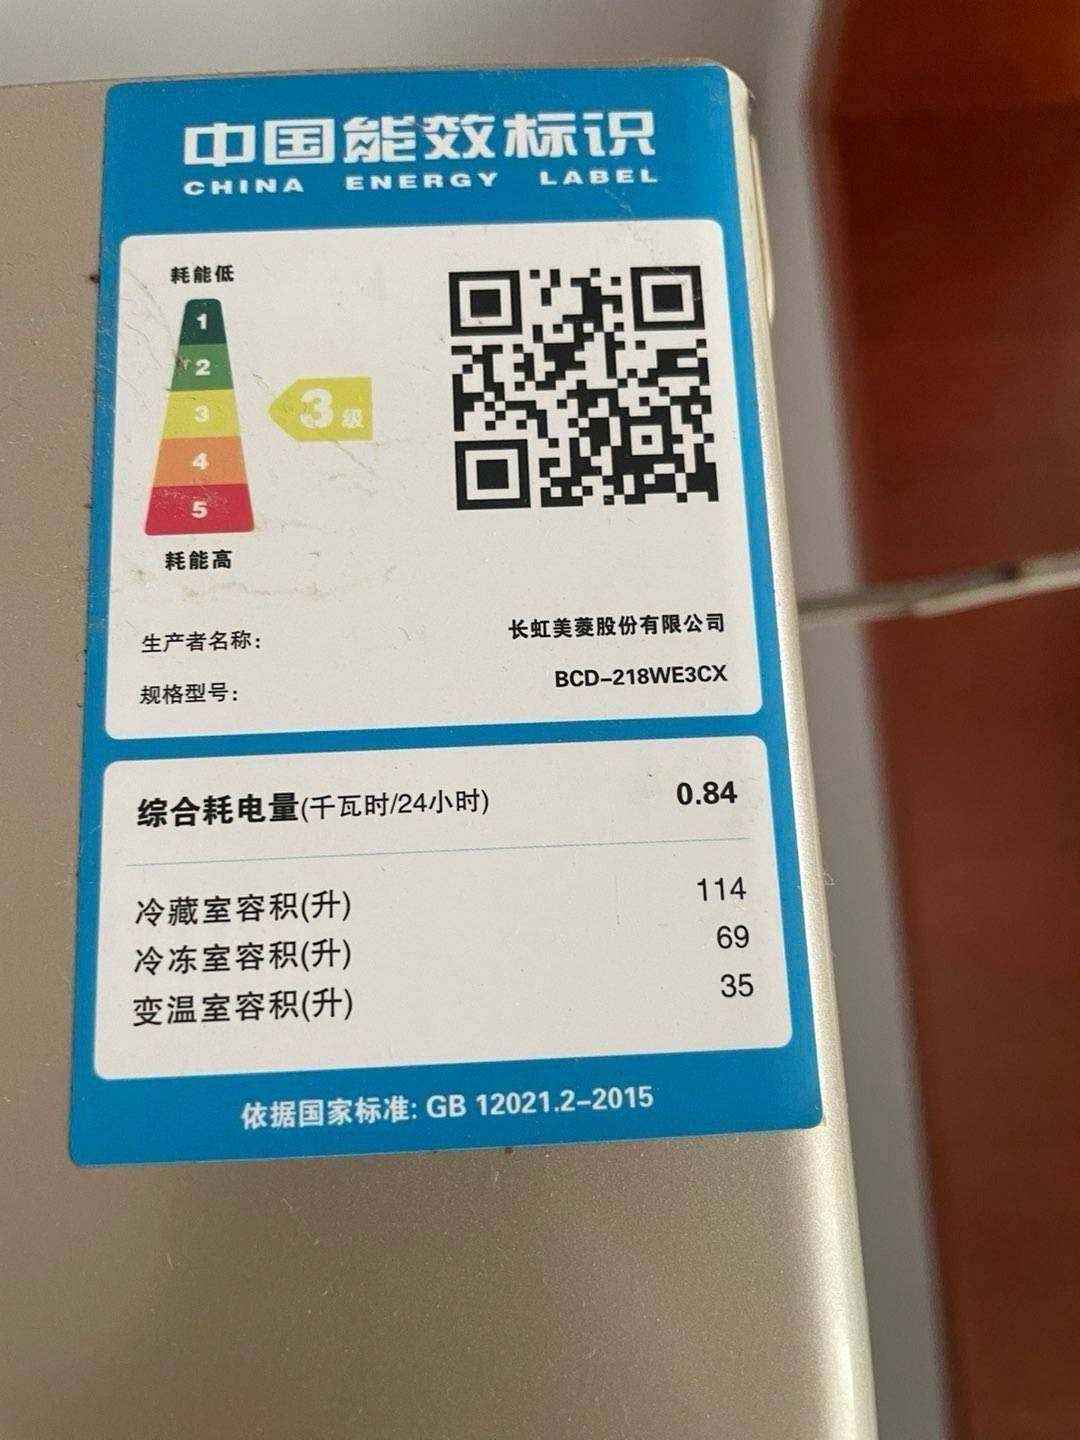 中国能效标识
CHINA ENERGY LABEL
耗能低
1
2
3
3级
4
5
耗能高
生产者名称: 长虹美菱股份有限公司
规格型号: BCD-218WE3CX
综合耗电量(千瓦时/24小时) 0.84
冷藏室容积(升) 114
冷冻室容积(升) 69
变温室容积(升) 35
依据国家标准: GB 12021.2-2015